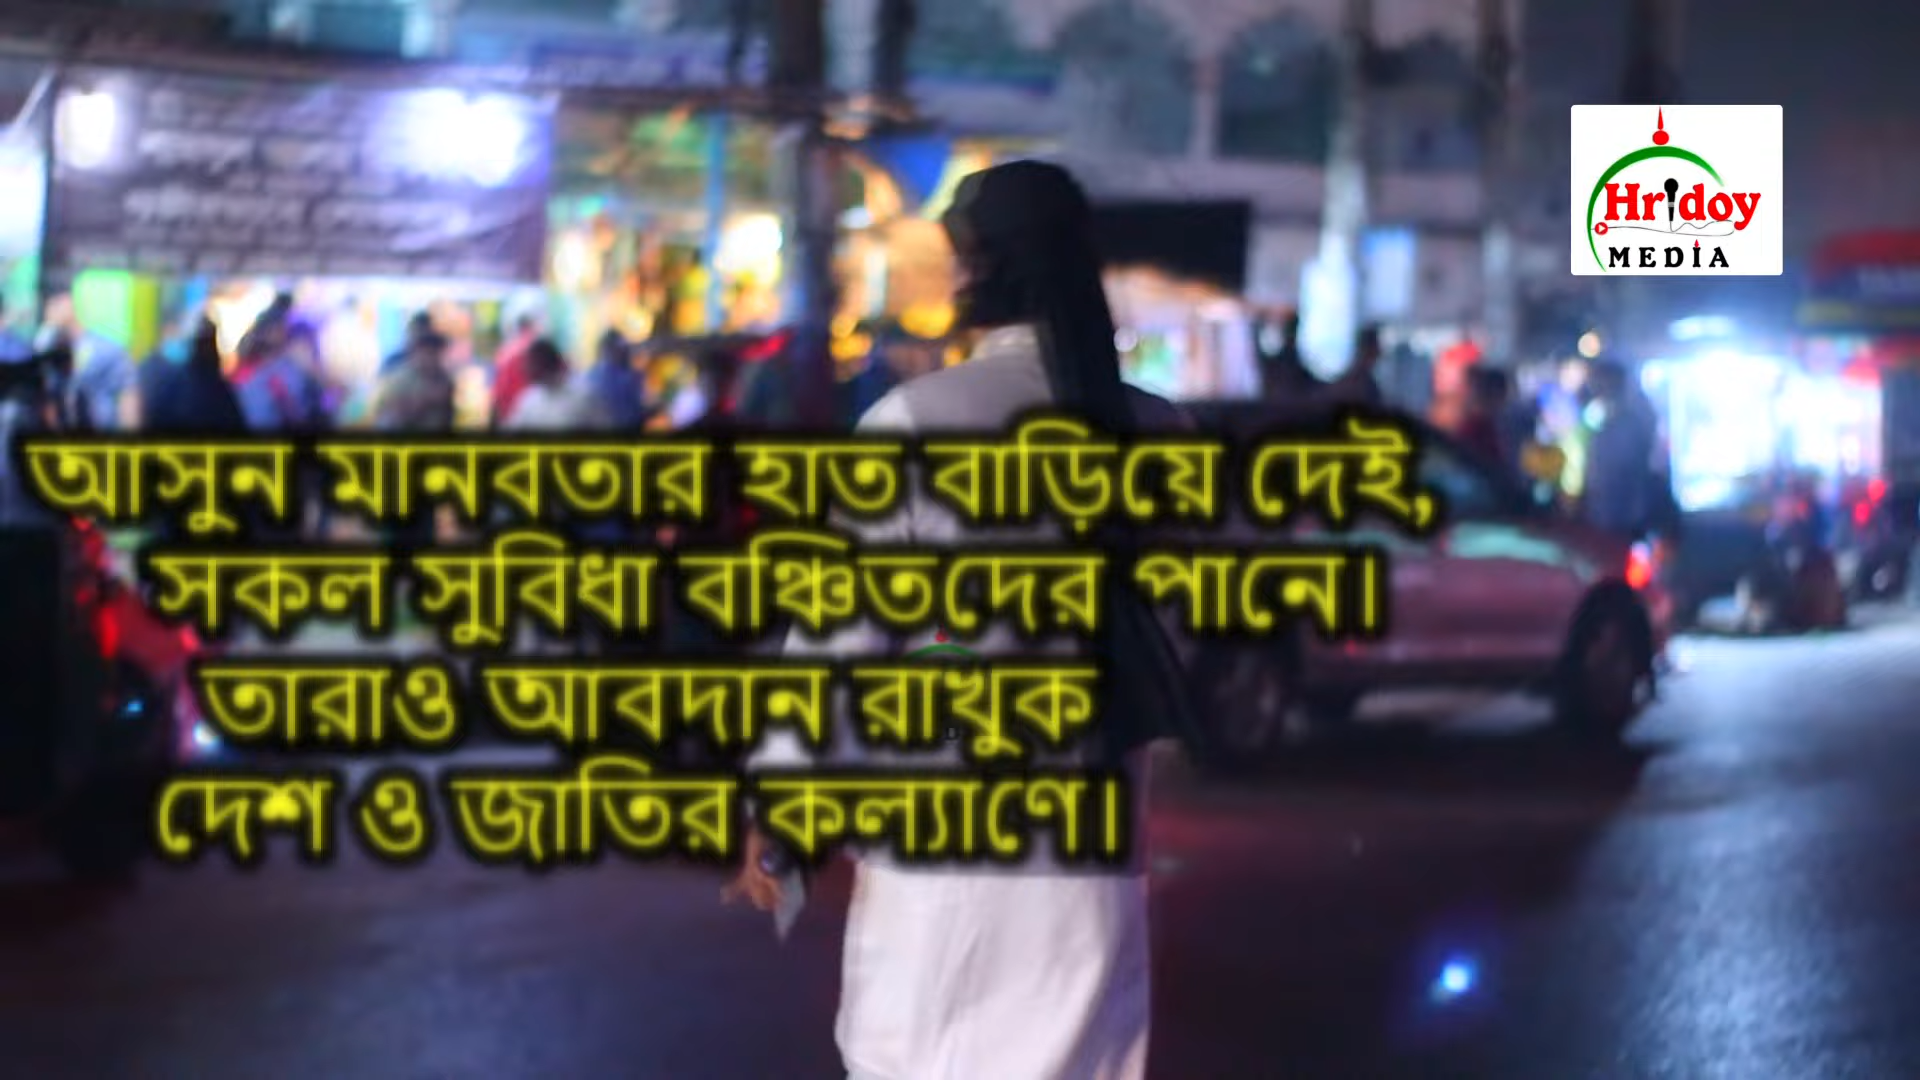 Hridoy
MEDIA
আসুন মানবতার হাত বাড়িয়ে দেই,
সকল সুবিধা বঞ্চিতদের পানে।
তারাও আবদান রাখুক
দেশ ও জাতির কল্যাণে।